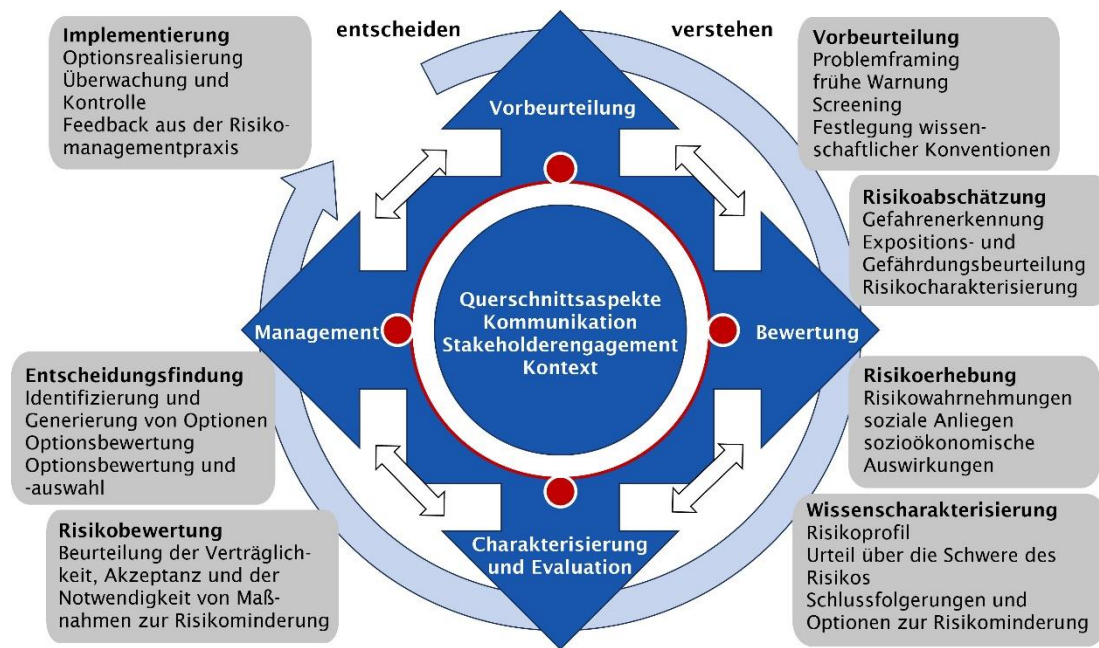 entscheiden
verstehen
Implementierung
Optionsrealisierung
Überwachung und
Kontrolle
Feedback aus der Risiko-
managementpraxis
Vorbeurteilung
Vorbeurteilung
Problemframing
frühe Warnung
Screening
Festlegung wissen-
schaftlicher Konventionen
Risikoabschätzung
Gefahrenerkennung
Expositions- und
Gefährdungsbeurteilung
Risikocharakterisierung
Management
Querschnittsaspekte
Kommunikation
Stakeholderengagement
Kontext
Bewertung
Entscheidungsfindung
Identifizierung und
Generierung von Optionen
Optionsbewertung
Optionsbewertung und
-auswahl
Risikoerhebung
Risikowahrnehmungen
soziale Anliegen
sozioökonomische
Auswirkungen
Risikobewertung
Beurteilung der Verträglich-
keit, Akzeptanz und der
Notwendigkeit von Maß-
nahmen zur Risikominderung
Charakterisierung
und Evaluation
Wissenscharakterisierung
Risikoprofil
Urteil über die Schwere des
Risikos
Schlussfolgerungen und
Optionen zur Risikominderung